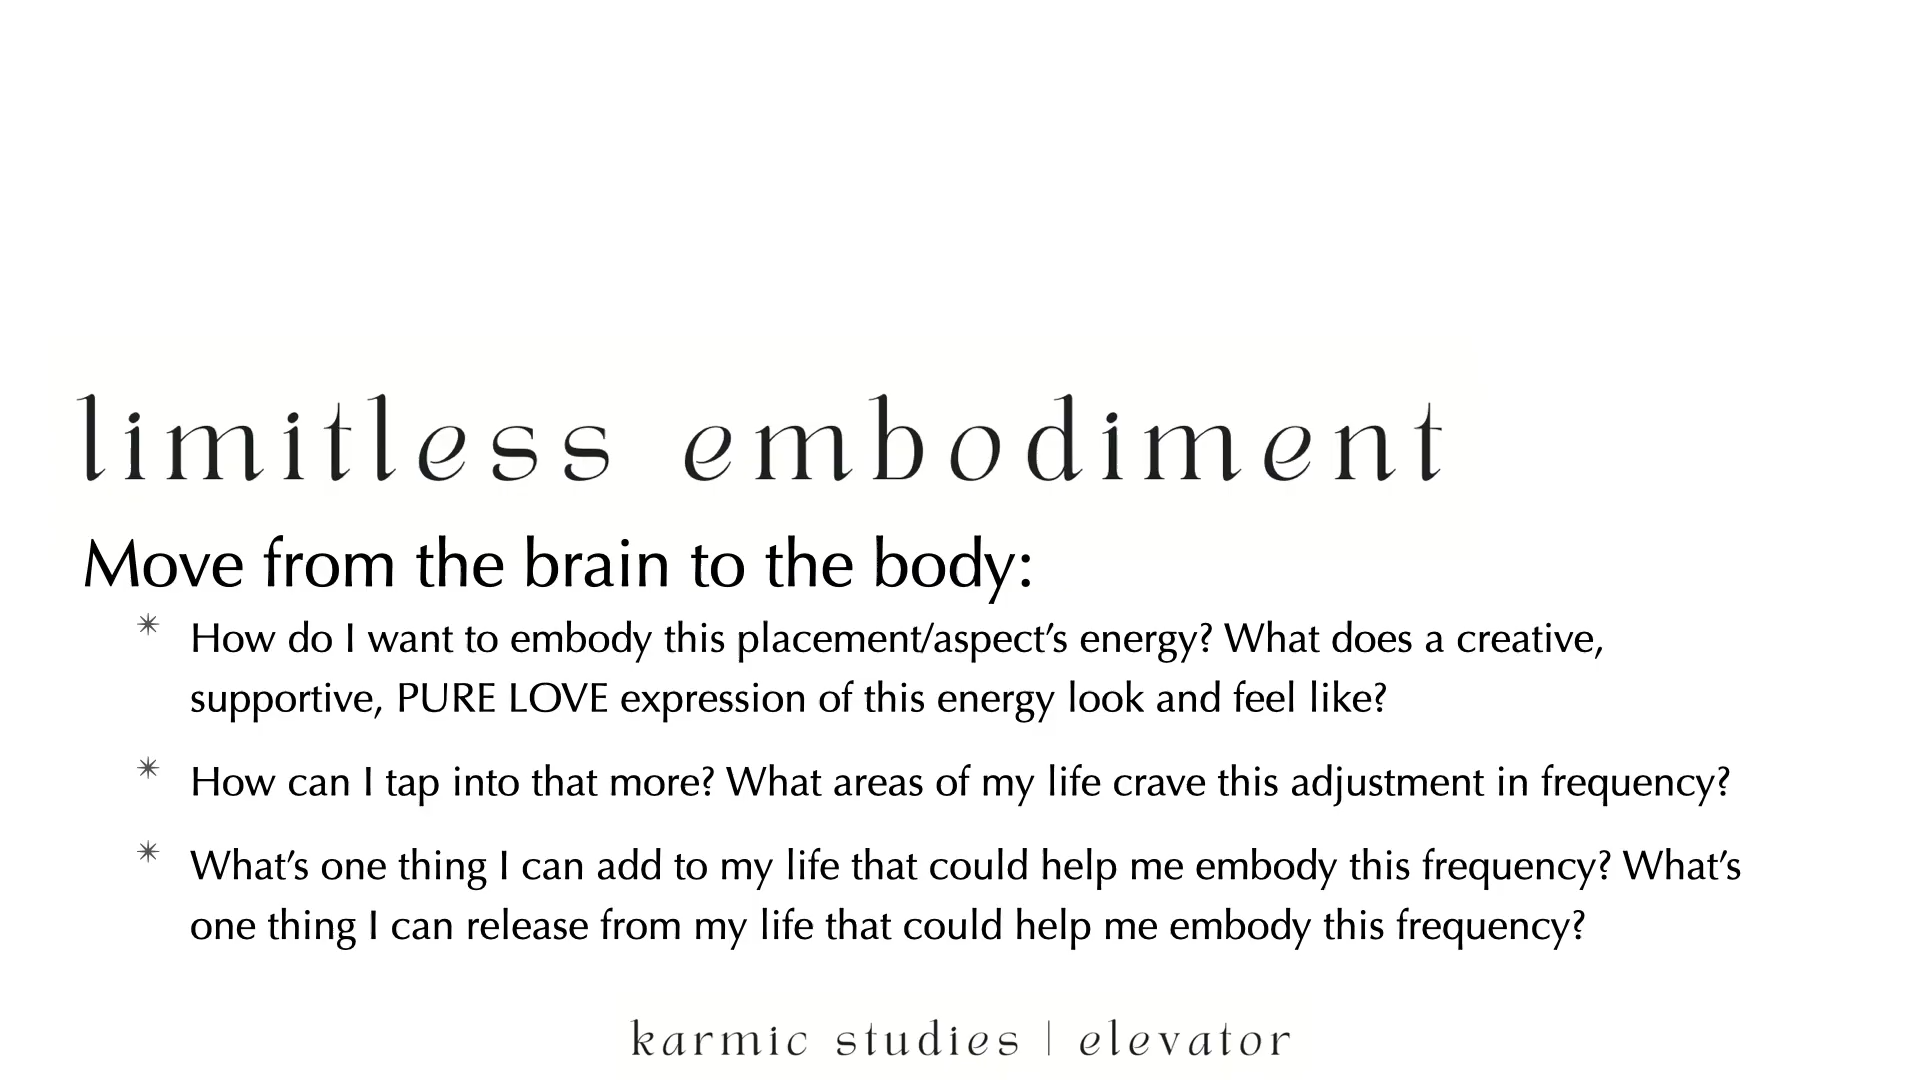 limitless embodiment
Move from the brain to the body:
How do I want to embody this placement/aspect’s energy? What does a creative,
supportive, PURE LOVE expression of this energy look and feel like?
How can I tap into that more? What areas of my life crave this adjustment in frequency?
What’s one thing I can add to my life that could help me embody this frequency? What’s
one thing I can release from my life that could help me embody this frequency?
karmic studies | elevator